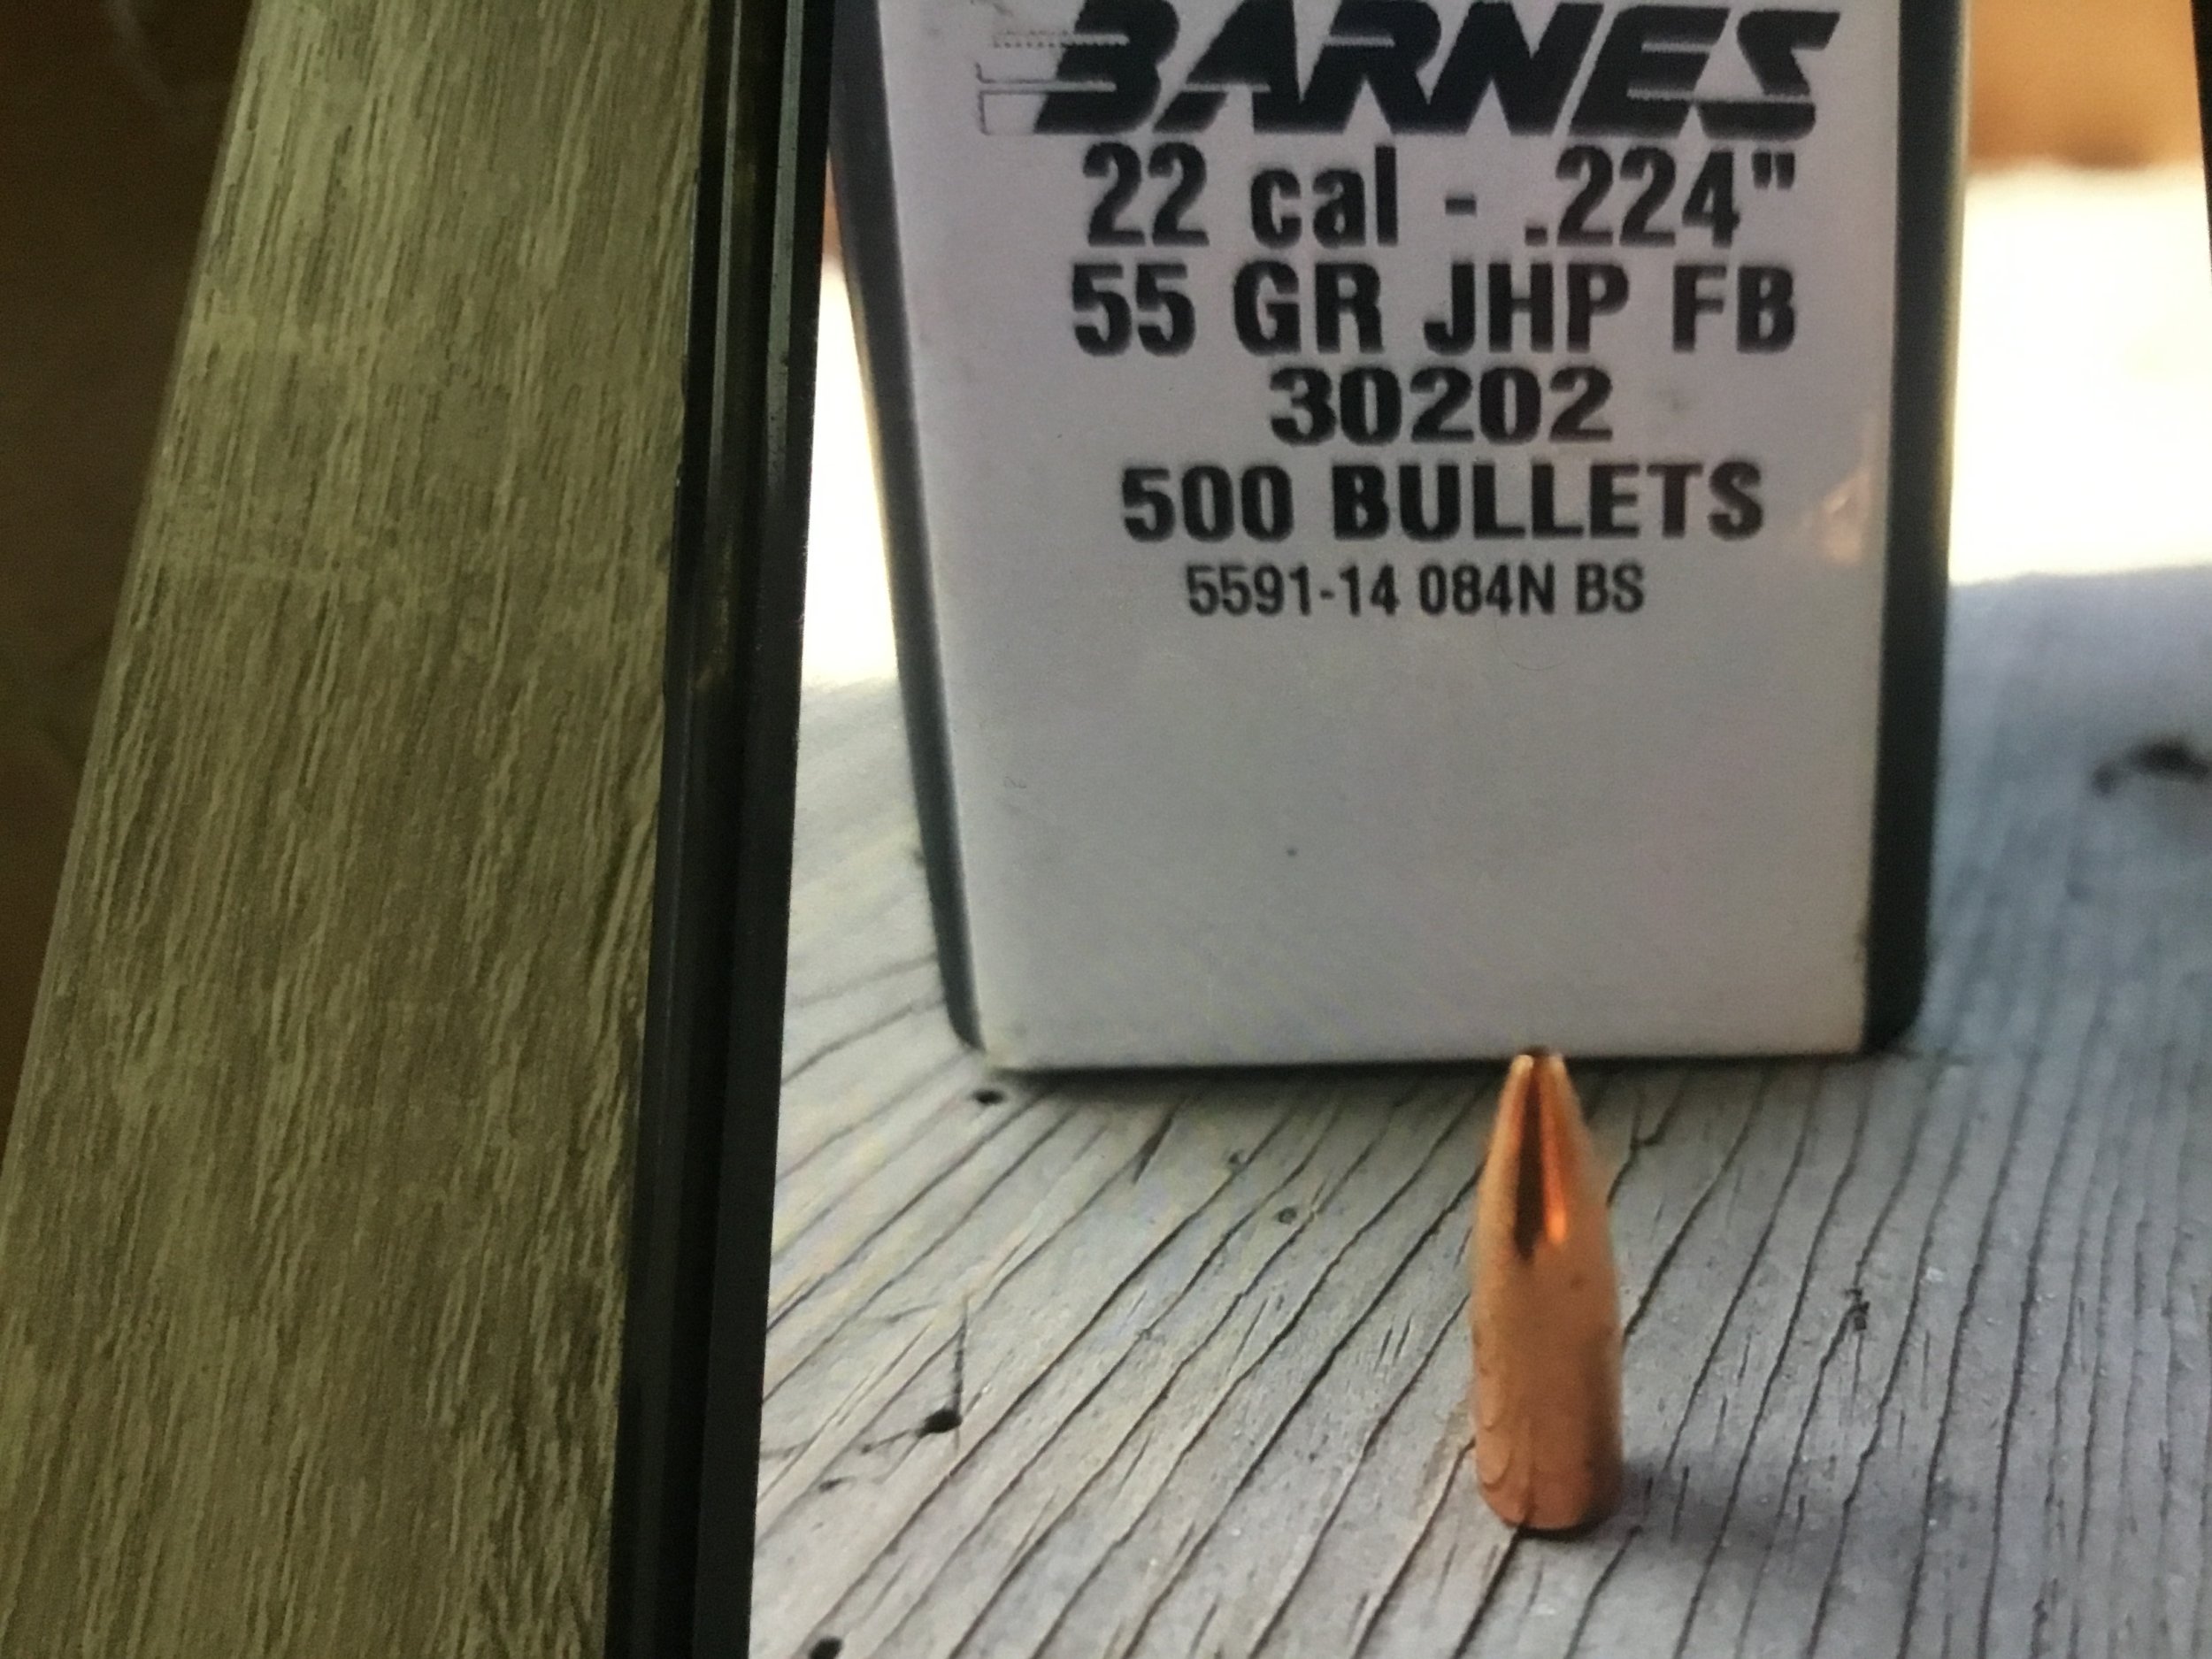 BARNES
22 cal - .224"
55 GR JHP FB
30202
500 BULLETS
5591-14 084N BS